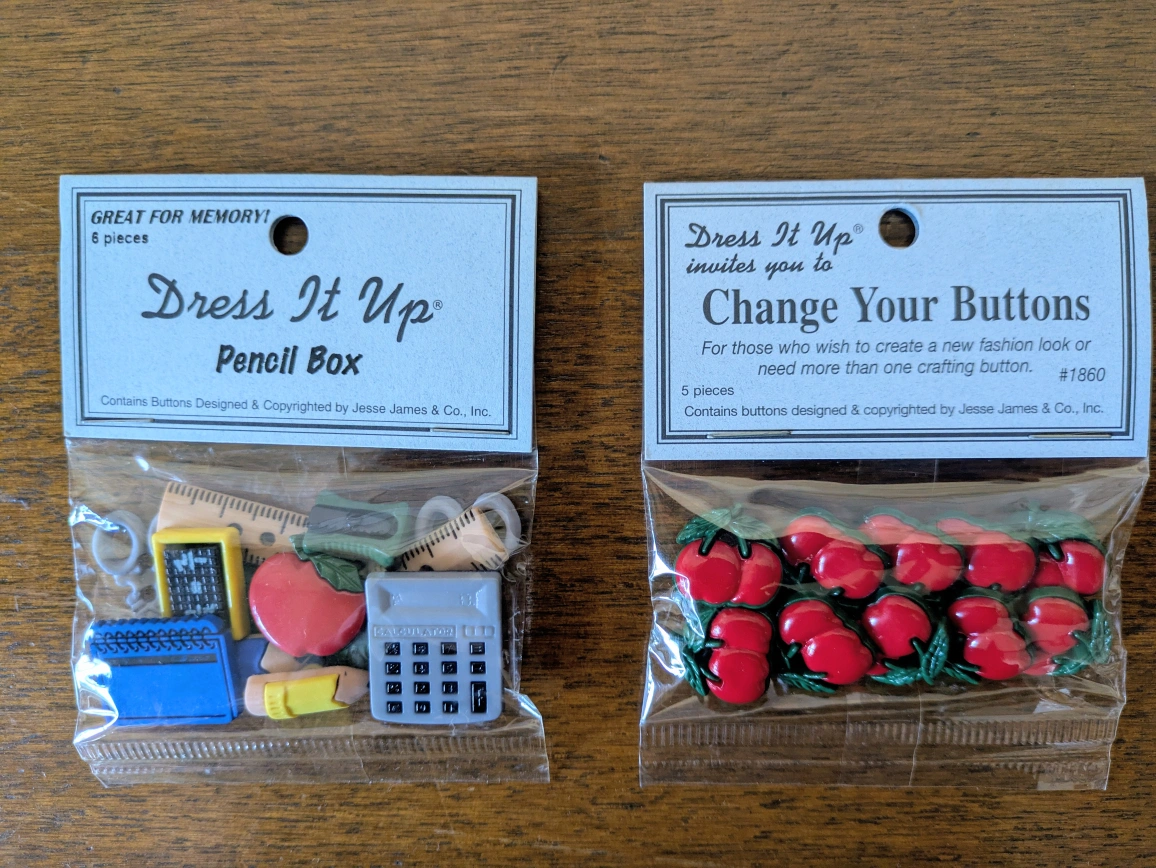 GREAT FOR MEMORY!
6 pieces
Dress It Up®
Pencil Box
Contains Buttons Designed & Copyrighted by Jesse James & Co., Inc.
CALCULATOR
Dress It Up®
invites you to
Change Your Buttons
For those who wish to create a new fashion look or
need more than one crafting button.
#1860
5 pieces
Contains buttons designed & copyrighted by Jesse James & Co., Inc.